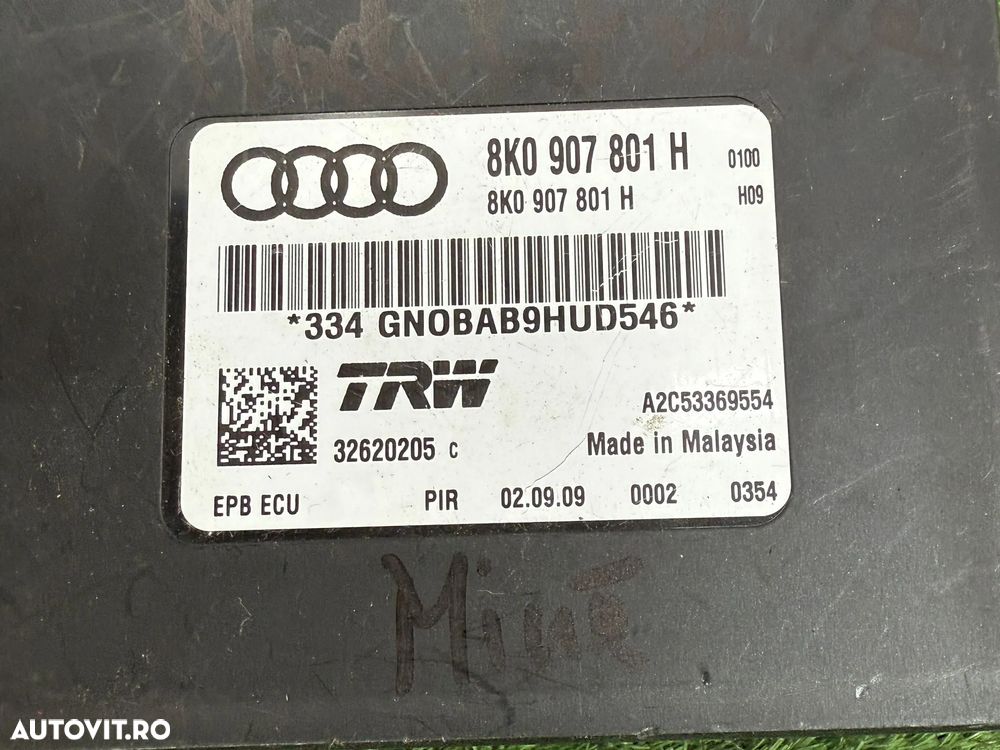 8K0 907 801 H 0100
8K0 907 801 H H09
*334 GNOBAB9HUD546*
TRW
A2C53369554
32620205 C Made in Malaysia
EPB ECU PIR 02.09.09 0002 0354
AUTOVIT.RO